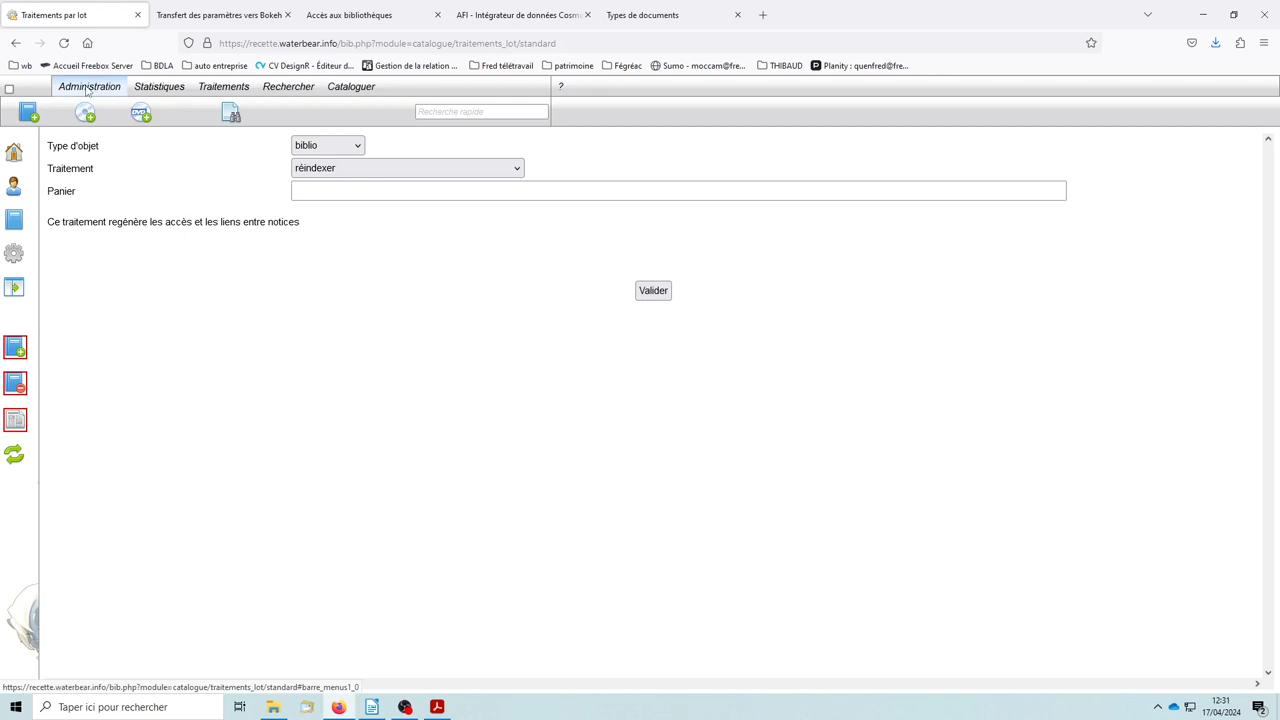 Traitements par lot
Transfert des paramètres vers Bokeh
Accès aux bibliothèques
AFI - Intégrateur de données Cosmo
Types de documents
https://recette.waterbear.info/bib.php?module=catalogue/traitements_lot/standard
wb
Accueil Freebox Server
BDLA
auto entreprise
CV DesignR - Éditeur d...
Gestion de la relation ...
Fred télétravail
patrimoine
Fégréac
Sumo - moccam@fre...
THIBAUD
Planity : quenfred@fre...
Administration
Statistiques
Traitements
Rechercher
Cataloguer
?
DVD
Recherche rapide
Type d'objet
biblio
Traitement
réindexer
Panier
Ce traitement regénère les accès et les liens entre notices
Valider
https://recette.waterbear.info/bib.php?module=catalogue/traitements_lot/standard#barre_menus1_0
Taper ici pour rechercher
12:31
17/04/2024
2